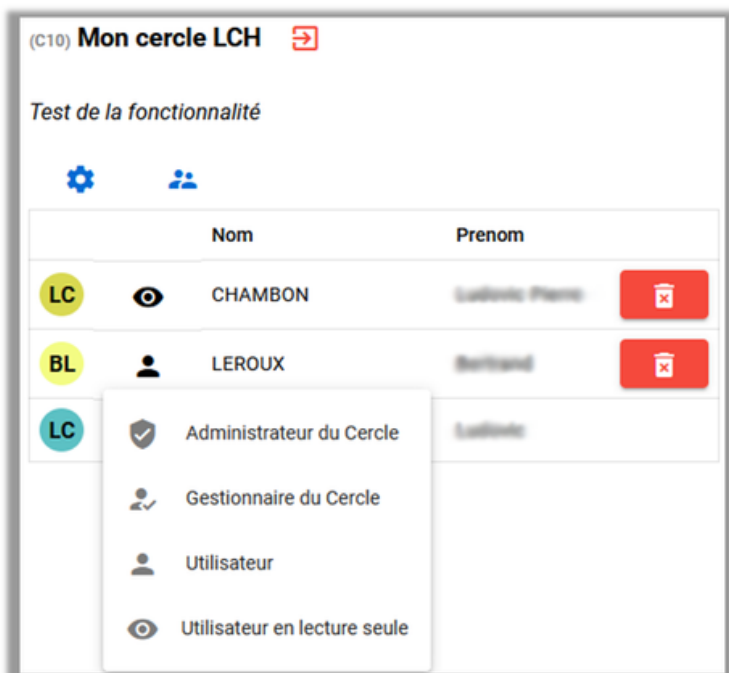 (C10) Mon cercle LCH
Test de la fonctionnalité
Nom Prenom
LC CHAMBON
BL LEROUX
LC
Administrateur du Cercle
Gestionnaire du Cercle
Utilisateur
Utilisateur en lecture seule